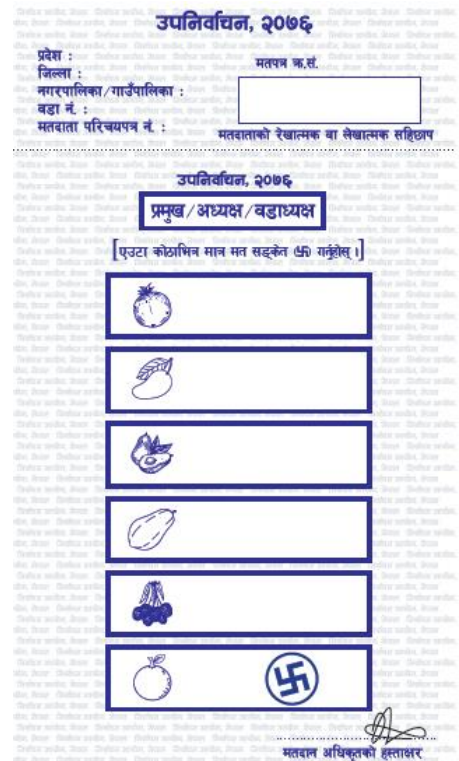 उपनिर्वाचन, २०७६
प्रदेश :
जिल्ला :
नगरपालिका/गाउँपालिका :
वडा नं. :
मतदाता परिचयपत्र नं. :
मतपत्र क्र.सं.
मतदाताको रेखात्मक वा लेखात्मक सहिछाप
उपनिर्वाचन, २०७६
प्रमुख/अध्यक्ष/वडाध्यक्ष
[एउटा कोठाभित्र मात्र मत सङ्केत (卐) गर्नुहोस् ।]
मतदान अधिकृतको हस्ताक्षर